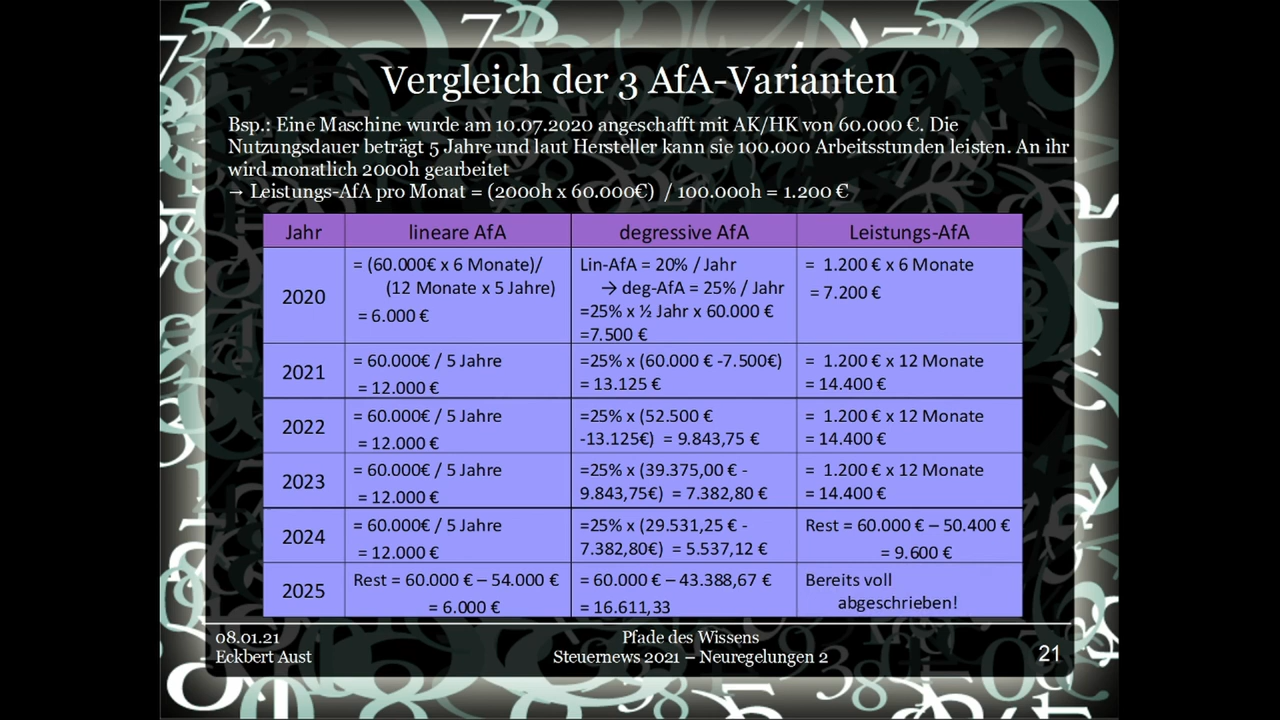 Vergleich der 3 AfA-Varianten
Bsp.: Eine Maschine wurde am 10.07.2020 angeschafft mit AK/HK von 60.000 €. Die
Nutzungsdauer beträgt 5 Jahre und laut Hersteller kann sie 100.000 Arbeitsstunden leisten. An ihr
wird monatlich 2000h gearbeitet
→ Leistungs-AfA pro Monat = (2000h x 60.000€) / 100.000h = 1.200 €
Jahr
lineare AfA
degressive AfA
Leistungs-AfA
2020
= (60.000€ x 6 Monate)/
(12 Monate x 5 Jahre)
= 6.000 €
Lin-AfA = 20% / Jahr
→ deg-AfA = 25% / Jahr
=25% x ½ Jahr x 60.000 €
=7.500 €
= 1.200 € x 6 Monate
= 7.200 €
2021
= 60.000€ / 5 Jahre
= 12.000 €
=25% x (60.000 € -7.500€)
= 13.125 €
= 1.200 € x 12 Monate
= 14.400 €
2022
= 60.000€ / 5 Jahre
= 12.000 €
=25% x (52.500 €
-13.125€) = 9.843,75 €
= 1.200 € x 12 Monate
= 14.400 €
2023
= 60.000€ / 5 Jahre
= 12.000 €
=25% x (39.375,00 € -
9.843,75€) = 7.382,80 €
= 1.200 € x 12 Monate
= 14.400 €
2024
= 60.000€ / 5 Jahre
= 12.000 €
=25% x (29.531,25 € -
7.382,80€) = 5.537,12 €
Rest = 60.000 € – 50.400 €
= 9.600 €
2025
Rest = 60.000 € – 54.000 €
= 6.000 €
= 60.000 € – 43.388,67 €
= 16.611,33
Bereits voll
abgeschrieben!
08.01.21
Eckbert Aust
Pfade des Wissens
Steuernews 2021 – Neuregelungen 2
21